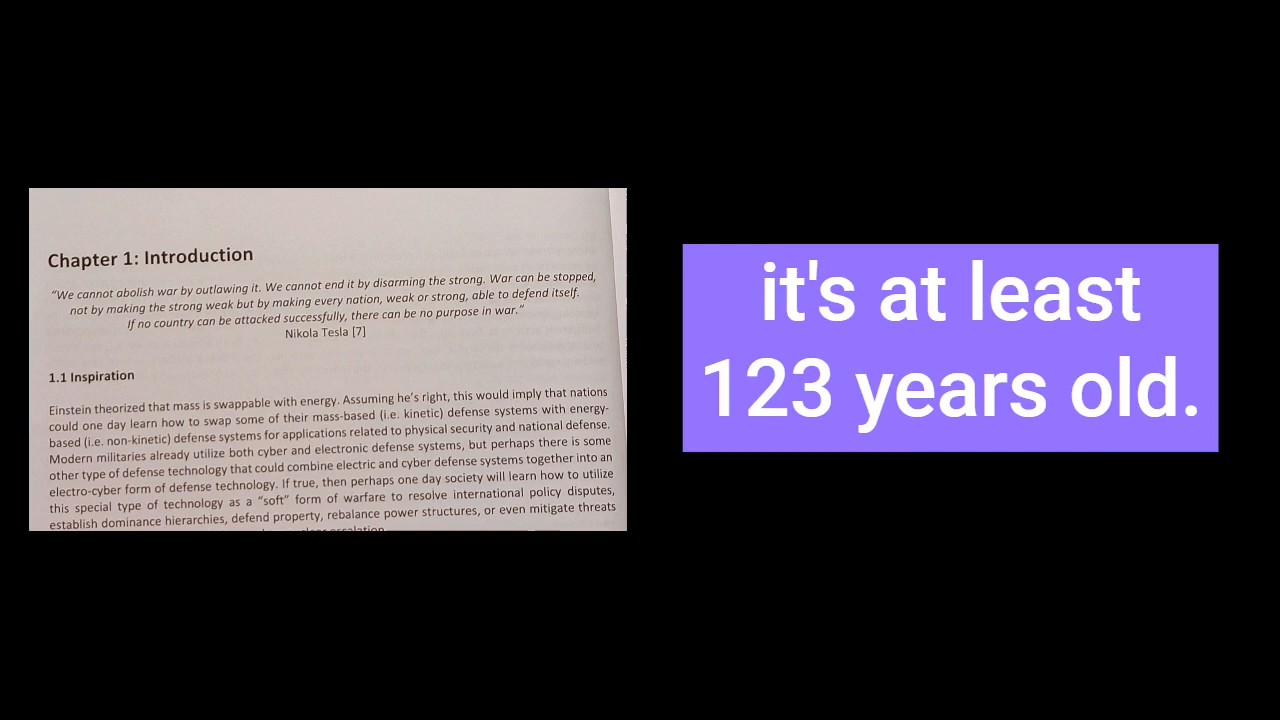 Chapter 1: Introduction
“We cannot abolish war by outlawing it. We cannot end it by disarming the strong. War can be stopped,
not by making the strong weak but by making every nation, weak or strong, able to defend itself.
If no country can be attacked successfully, there can be no purpose in war.”
Nikola Tesla [7]
1.1 Inspiration
Einstein theorized that mass is swappable with energy. Assuming he’s right, this would imply that nations
could one day learn how to swap some of their mass-based (i.e. kinetic) defense systems with energy-
based (i.e. non-kinetic) defense systems for applications related to physical security and national defense.
Modern militaries already utilize both cyber and electronic defense systems, but perhaps there is some
other type of defense technology that could combine electric and cyber defense systems together into an
electro-cyber form of defense technology. If true, then perhaps one day society will learn how to utilize
this special type of technology as a “soft” form of warfare to resolve international policy disputes,
establish dominance hierarchies, defend property, rebalance power structures, or even mitigate threats
it's at least
123 years old.